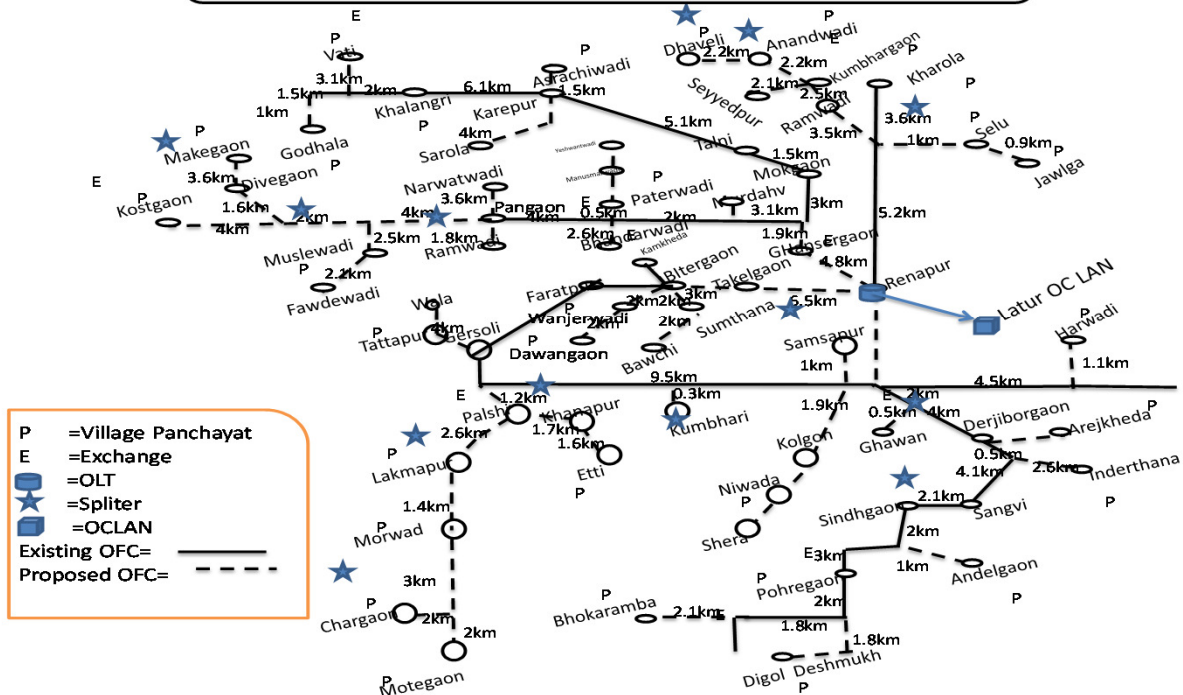 E
P
Vati
3.1km
1.5km
2km
1km
Khalangri
6.1km
Karepur
P
Asrachiwadi
1.5km
Godhala
P
P
4km
Sarola
5.1km
Talni
1.5km
Mokgaon
3km
P
Dhaveli
2.2km
P
E
Anandwadi
2.2km
Kumbhargaon
2.1km
Seyyedpur
2.5km
Ramwadi
3.5km
P
Kharola
3.6km
P
1km
Selu
0.9km
P
Jawlga
5.2km
P
Makegaon
3.6km
Divegaon
E
P
Kostgaon
1.6km
4km
2km
4km
Muslewadi
2.5km
2.2km
P
Fawdewadi
Narwatwadi
3.6km
Pangaon
4km
1.8km
Ramwadi
Yeshwantwadi
Manusmarwadi
Paterwadi
P
E
0.5km
2km
2.6km
Bhandarwadi
E
Murdahv
3.1km
1.9km
Ghansergaon
E
4.8km
Kamkheda
Bitergaon
Faratpur
Takelgaon
3km
2km
2km
P
Wanjerwadi
2km
2km
P
Dawangaon
Bawchi
Sumthana
6.5km
Renapur
Latur OC LAN
Wala
P
4km
Tattapur
Gersoli
Samsapur
1km
P
Harwadi
1.1km
9.5km
4.5km
E
1.2km
Palshi
Khanapur
1.7km
1.6km
Etti
P
0.3km
Kumbhari
1.9km
Kolgon
Niwada
P
Shera
E
2km
0.5km
4km
Ghawan
Derjiborgaon
P
Arejkheda
0.5km
2.6km
Inderthana
P
4.1km
2.1km
Sangvi
Sindhgaon
2km
1km
Andelgaon
P
2.6km
P
Lakmapur
1.4km
P
Morwad
3km
P
Chargaon
2km
2km
P
Motegaon
E
3km
P
Pohregaon
2km
P
Bhokaramba
2.1km
E
1.8km
1.8km
Digol Deshmukh
P
P =Village Panchayat
E =Exchange
=OLT
=Spliter
=OCLAN
Existing OFC=
Proposed OFC=